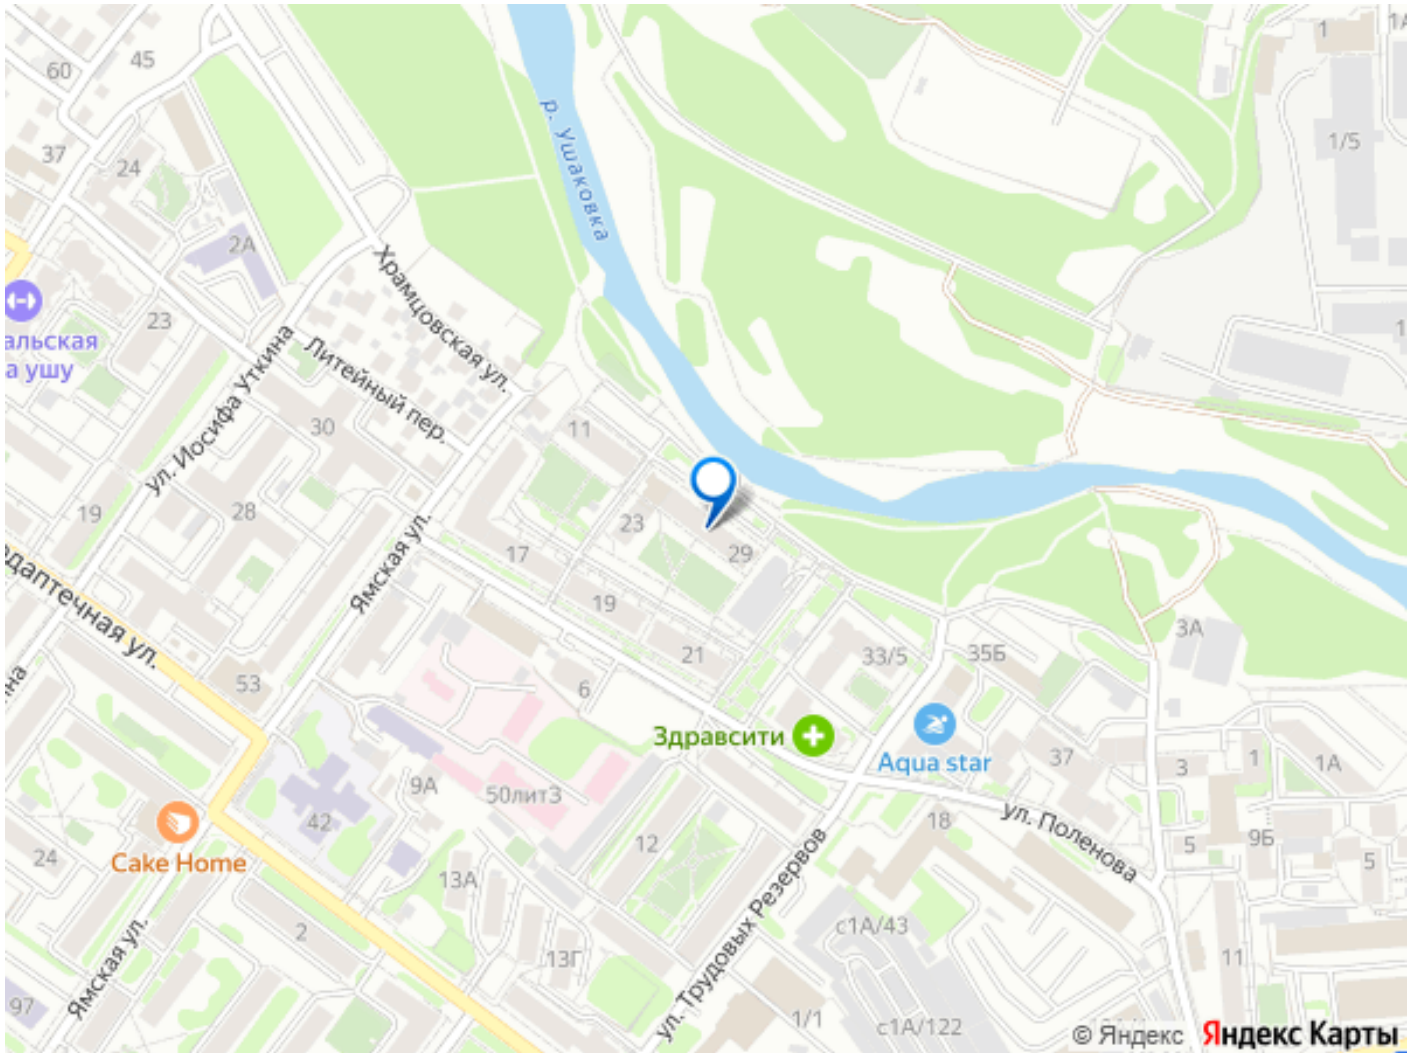 1
1А
45
60
р. Ушаковка
1/5
37
24
2А
Храмцовская ул.
23
альская
а ушу
Литейный пер.
ул. Иосифа Уткина
30
11
19
28
23
17
29
Ямская ул.
едаптечная ул.
19
3А
21
33/5
35Б
53
6
Здравсити
Aqua star
37
3
1
1А
9А
50лит3
ул. Поленова
42
12
18
5
9Б
5
24
Cake Home
13А
ул. Трудовых Резервов
2
с1А/43
13Г
11
Ямская ул.
97
1/1
с1А/122
© Яндекс Яндекс Карты